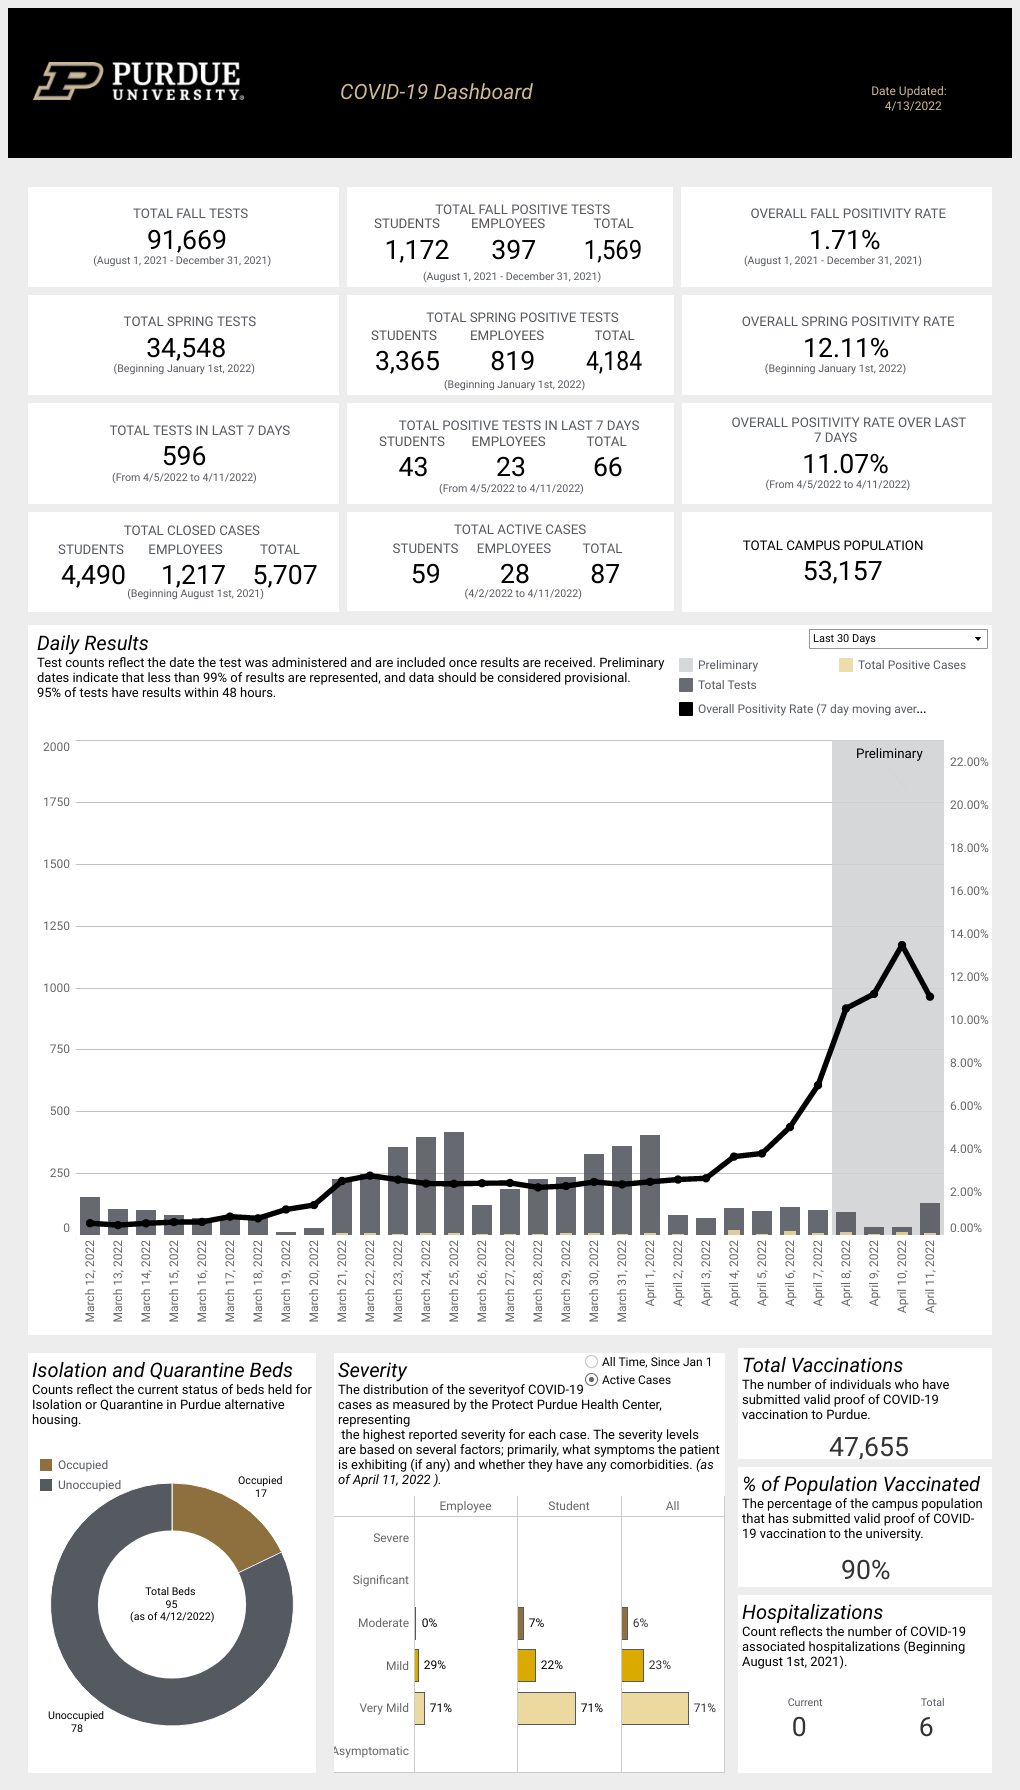 PURDUE
UNIVERSITY®
COVID-19 Dashboard
Date Updated:
4/13/2022
TOTAL FALL TESTS
91,669
(August 1, 2021 - December 31, 2021)
TOTAL FALL POSITIVE TESTS
STUDENTS EMPLOYEES TOTAL
1,172 397 1,569
(August 1, 2021 - December 31, 2021)
OVERALL FALL POSITIVITY RATE
1.71%
(August 1, 2021 - December 31, 2021)
TOTAL SPRING TESTS
34,548
(Beginning January 1st, 2022)
TOTAL SPRING POSITIVE TESTS
STUDENTS EMPLOYEES TOTAL
3,365 819 4,184
(Beginning January 1st, 2022)
OVERALL SPRING POSITIVITY RATE
12.11%
(Beginning January 1st, 2022)
TOTAL TESTS IN LAST 7 DAYS
596
(From 4/5/2022 to 4/11/2022)
TOTAL POSITIVE TESTS IN LAST 7 DAYS
STUDENTS EMPLOYEES TOTAL
43 23 66
(From 4/5/2022 to 4/11/2022)
OVERALL POSITIVITY RATE OVER LAST
7 DAYS
11.07%
(From 4/5/2022 to 4/11/2022)
TOTAL CLOSED CASES
STUDENTS EMPLOYEES TOTAL
4,490 1,217 5,707
(Beginning August 1st, 2021)
TOTAL ACTIVE CASES
STUDENTS EMPLOYEES TOTAL
59 28 87
(4/2/2022 to 4/11/2022)
TOTAL CAMPUS POPULATION
53,157
Daily Results
Test counts reflect the date the test was administered and are included once results are received. Preliminary
dates indicate that less than 99% of results are represented, and data should be considered provisional.
95% of tests have results within 48 hours.
Last 30 Days
Preliminary
Total Positive Cases
Total Tests
Overall Positivity Rate (7 day moving aver...
Preliminary
2000
1750
1500
1250
1000
750
500
250
0
22.00%
20.00%
18.00%
16.00%
14.00%
12.00%
10.00%
8.00%
6.00%
4.00%
2.00%
0.00%
March 12, 2022
March 13, 2022
March 14, 2022
March 15, 2022
March 16, 2022
March 17, 2022
March 18, 2022
March 19, 2022
March 20, 2022
March 21, 2022
March 22, 2022
March 23, 2022
March 24, 2022
March 25, 2022
March 26, 2022
March 27, 2022
March 28, 2022
March 29, 2022
March 30, 2022
March 31, 2022
April 1, 2022
April 2, 2022
April 3, 2022
April 4, 2022
April 5, 2022
April 6, 2022
April 7, 2022
April 8, 2022
April 9, 2022
April 10, 2022
April 11, 2022
Isolation and Quarantine Beds
Counts reflect the current status of beds held for
Isolation or Quarantine in Purdue alternative
housing.
Occupied
Unoccupied
Occupied
17
Total Beds
95
(as of 4/12/2022)
Unoccupied
78
Severity
All Time, Since Jan 1
Active Cases
The distribution of the severityof COVID-19
cases as measured by the Protect Purdue Health Center,
representing
the highest reported severity for each case. The severity levels
are based on several factors; primarily, what symptoms the patient
is exhibiting (if any) and whether they have any comorbidities. (as
of April 11, 2022 ).
Employee Student All
Severe
Significant
Moderate 0% 7% 6%
Mild 29% 22% 23%
Very Mild 71% 71% 71%
Asymptomatic
Total Vaccinations
The number of individuals who have
submitted valid proof of COVID-19
vaccination to Purdue.
47,655
% of Population Vaccinated
The percentage of the campus population
that has submitted valid proof of COVID-
19 vaccination to the university.
90%
Hospitalizations
Count reflects the number of COVID-19
associated hospitalizations (Beginning
August 1st, 2021).
Current Total
0 6